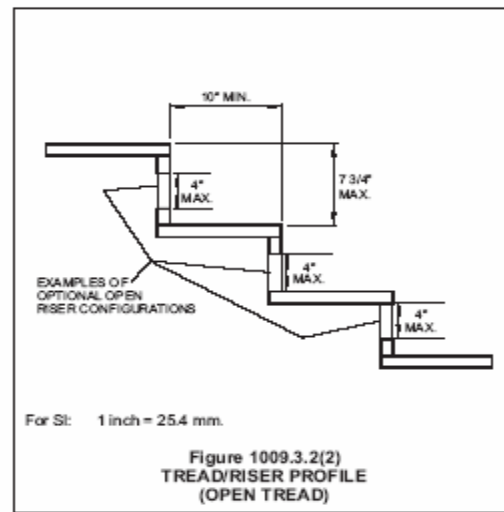 10" MIN.
4"
MAX.
7 3/4"
MAX.
4"
MAX.
EXAMPLES OF
OPTIONAL OPEN
RISER CONFIGURATIONS
4"
MAX.
For SI: 1 inch = 25.4 mm.
Figure 1009.3.2(2)
TREAD/RISER PROFILE
(OPEN TREAD)